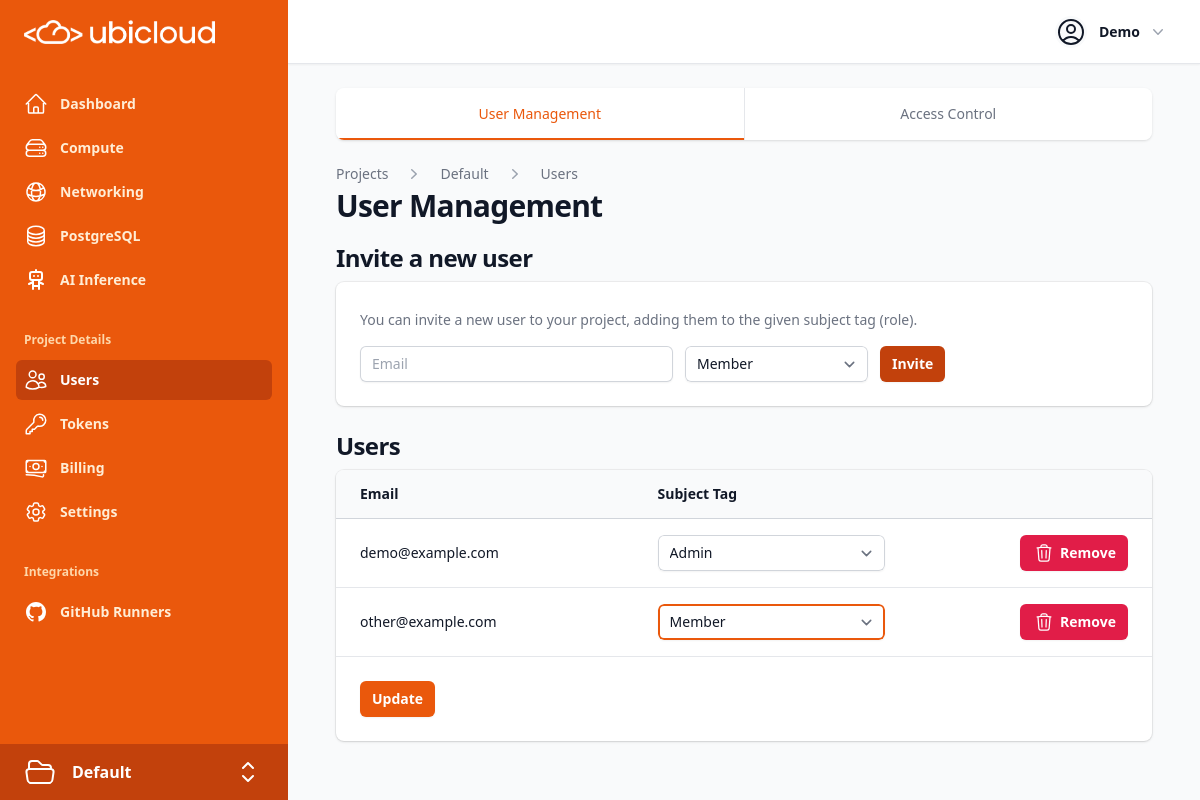 ubicloud
Demo
Dashboard
Compute
Networking
PostgreSQL
AI Inference
Project Details
Users
Tokens
Billing
Settings
Integrations
GitHub Runners
Default
User Management
Access Control
Projects > Default > Users
User Management
Invite a new user
You can invite a new user to your project, adding them to the given subject tag (role).
Email
Member
Invite
Users
Email
Subject Tag
demo@example.com
Admin
Remove
other@example.com
Member
Remove
Update